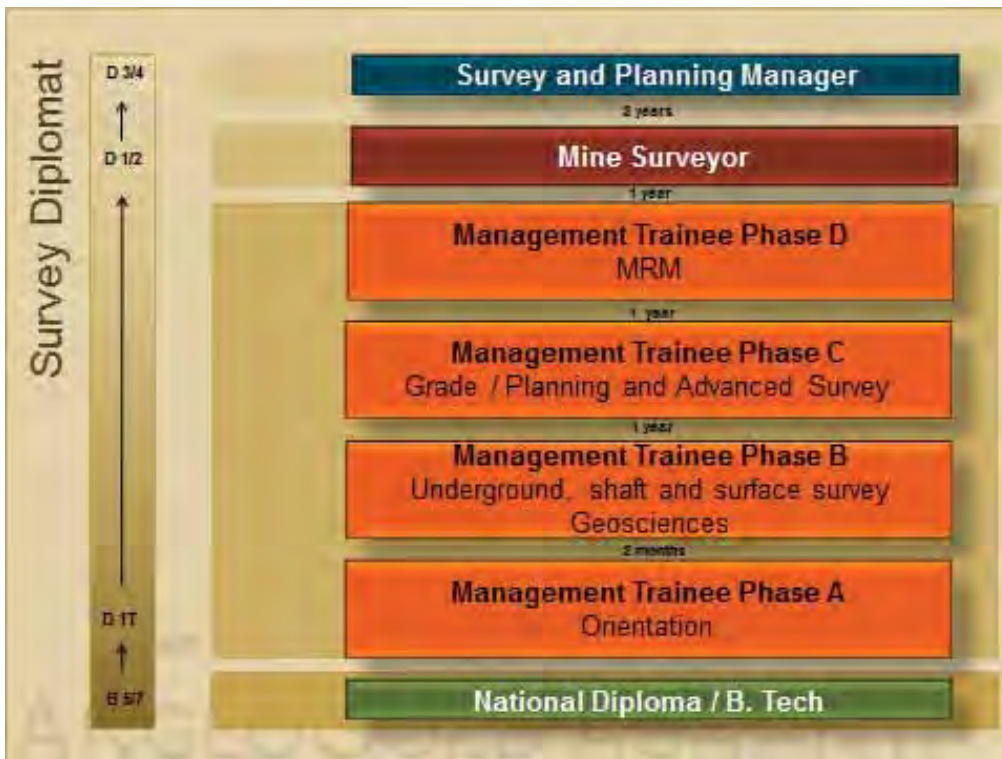 Survey Diplomat
D 3/4
D 1/2
D 1T
B 5/7
Survey and Planning Manager
years
Mine Surveyor
1 year
Management Trainee Phase D
MRM
1 year
Management Trainee Phase C
Grade / Planning and Advanced Survey
1 year
Management Trainee Phase B
Underground, shaft and surface survey
Geosciences
2 months
Management Trainee Phase A
Orientation
National Diploma / B. Tech